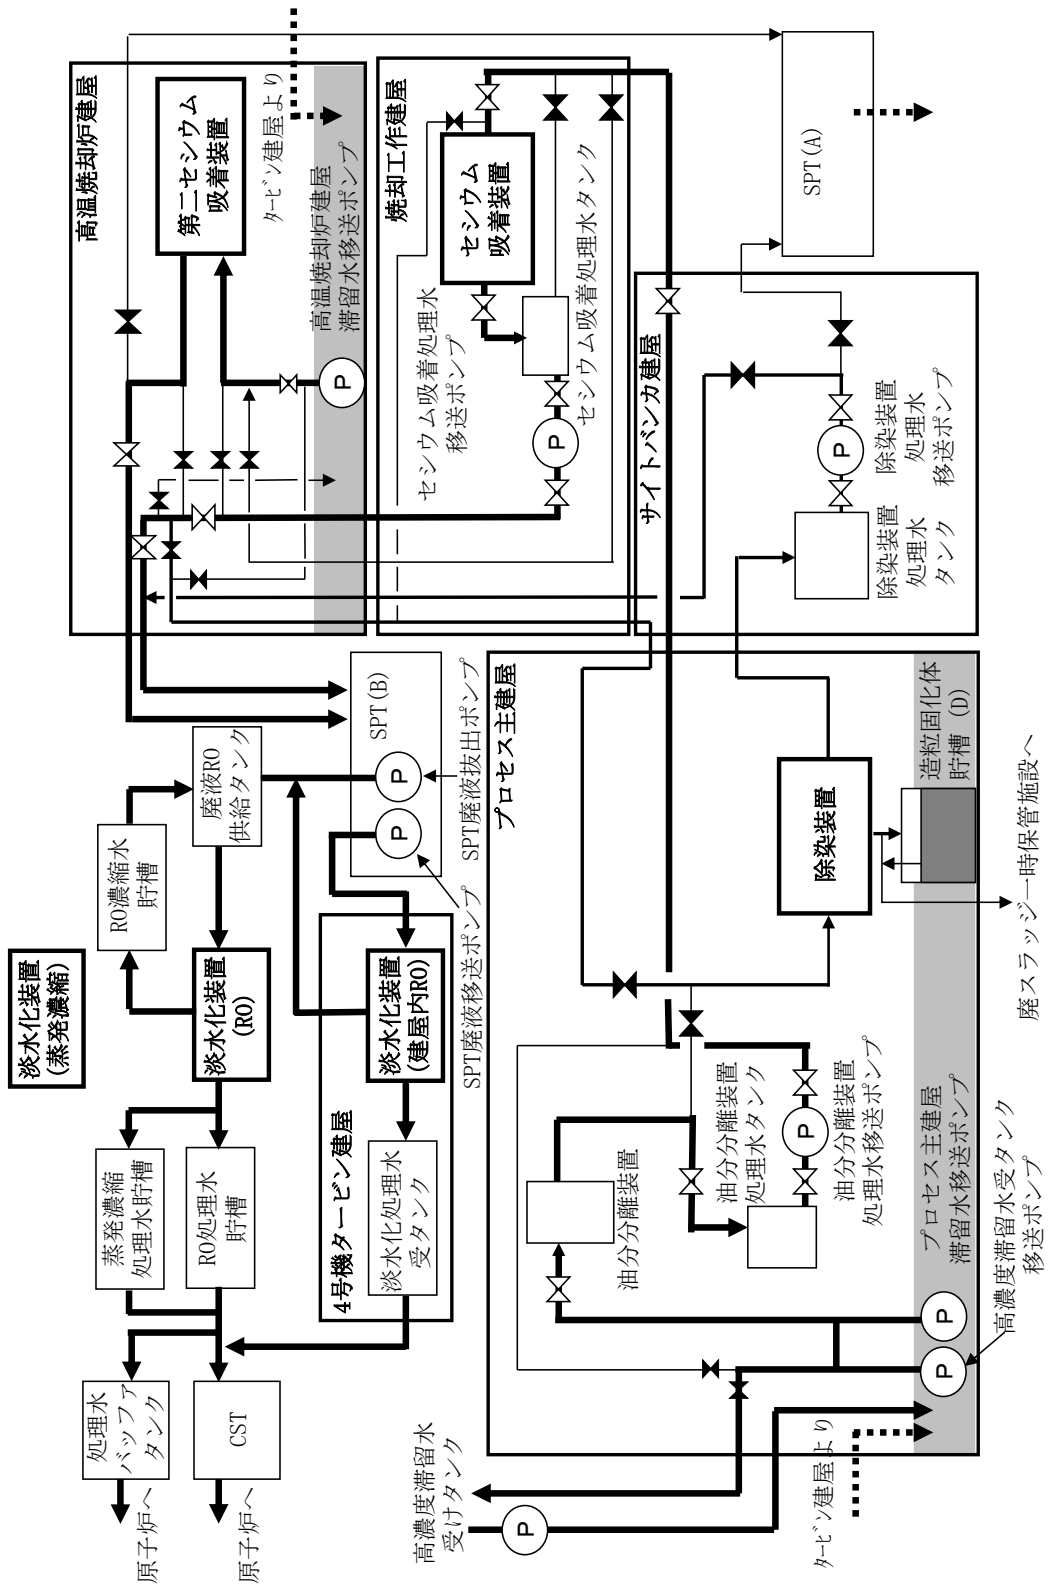 高温焼却炉建屋
第二セシウム
吸着装置
タービン建屋より
高温焼却炉建屋
滞留水移送ポンプ
P
焼却工作建屋
セシウム
吸着装置
セシウム吸着処理水
移送ポンプ
セシウム吸着処理水タンク
P
SPT(A)
サイトバンカ建屋
除染装置
処理水
移送ポンプ
P
除染装置
処理水
タンク
SPT(B)
P
P
SPT廃液抜出ポンプ
SPT廃液移送ポンプ
廃液RO
供給タンク
RO濃縮水
貯槽
淡水化装置
(蒸発濃縮)
淡水化装置
(RO)
4号機タービン建屋
淡水化装置
(建屋内RO)
淡水化処理水
受タンク
蒸発濃縮
処理水貯槽
RO処理水
貯槽
処理水
バッファ
タンク
CST
原子炉へ
原子炉へ
プロセス主建屋
造粒固化体
貯槽 (D)
除染装置
廃スラッジ一時保管施設へ
油分分離装置
油分分離装置
処理水タンク
油分分離装置
処理水移送ポンプ
P
プロセス主建屋
滞留水移送ポンプ
P
P
高濃度滞留水受タンク
移送ポンプ
高濃度滞留水
受けタンク
P
タービン建屋より